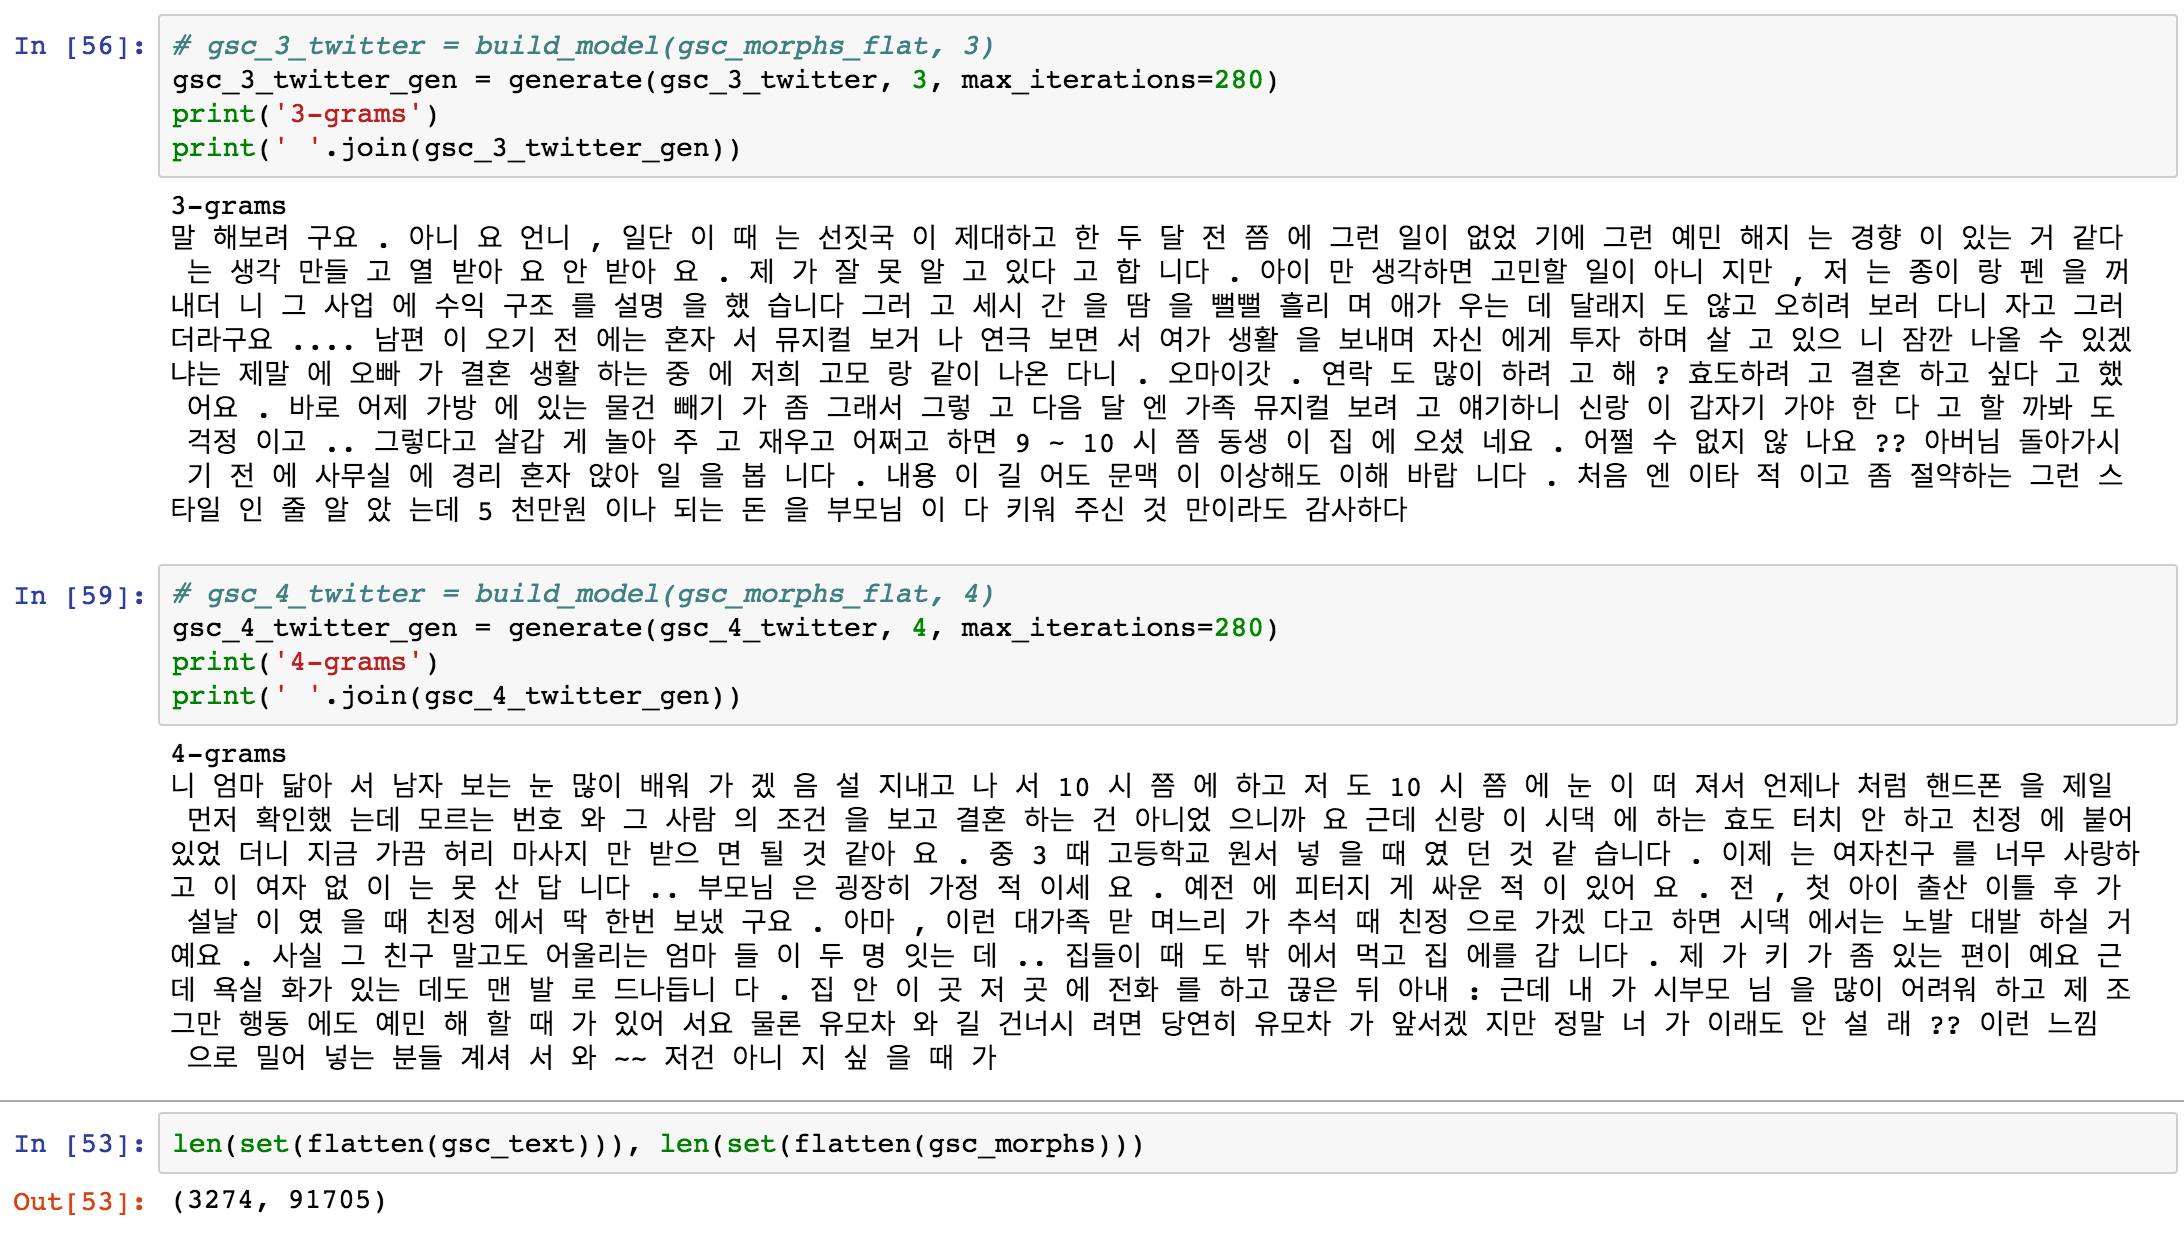 In [56]:
# gsc_3_twitter = build_model(gsc_morphs_flat, 3)
gsc_3_twitter_gen = generate(gsc_3_twitter, 3, max_iterations=280)
print('3-grams')
print(' '.join(gsc_3_twitter_gen))
3-grams
말 해보려 구요 . 아니 요 언니 , 일단 이 때 는 선짓국 이 제대하고 한 두 달 전 쯤 에 그런 일이 없었 기에 그런 예민 해지 는 경향 이 있는 거 같다
는 생각 만들 고 열 받아 요 안 받아 요 . 제 가 잘 못 알 고 있다 고 합 니다 . 아이 만 생각하면 고민할 일이 아니 지만 , 저 는 종이 랑 펜 을 꺼
내더 니 그 사업 에 수익 구조 를 설명 을 했 습니다 그러 고 세시 간 을 땀 을 뻘뻘 흘리 며 애가 우는 데 달래지 도 않고 오히려 보러 다니 자고 그러
더라구요 .... 남편 이 오기 전 에는 혼자 서 뮤지컬 보거 나 연극 보면 서 여가 생활 을 보내며 자신 에게 투자 하며 살 고 있으 니 잠깐 나올 수 있겠
냐는 제말 에 오빠 가 결혼 생활 하는 중 에 저희 고모 랑 같이 나온 다니 . 오마이갓 . 연락 도 많이 하려 고 해 ? 효도하려 고 결혼 하고 싶다 고 했
어요 . 바로 어제 가방 에 있는 물건 빼기 가 좀 그래서 그렇 고 다음 달 엔 가족 뮤지컬 보려 고 얘기하니 신랑 이 갑자기 가야 한 다 고 할 까봐 도
걱정 이고 .. 그렇다고 살갑 게 놀아 주 고 재우고 어쩌고 하면 9 ~ 10 시 쯤 동생 이 집 에 오셨 네요 . 어쩔 수 없지 않 나요 ?? 아버님 돌아가시
기 전 에 사무실 에 경리 혼자 앉아 일 을 봅 니다 . 내용 이 길 어도 문맥 이 이상해도 이해 바랍 니다 . 처음 엔 이타 적 이고 좀 절약하는 그런 스
타일 인 줄 알 았 는데 5 천만원 이나 되는 돈 을 부모님 이 다 키워 주신 것 만이라도 감사하다
In [59]:
# gsc_4_twitter = build_model(gsc_morphs_flat, 4)
gsc_4_twitter_gen = generate(gsc_4_twitter, 4, max_iterations=280)
print('4-grams')
print(' '.join(gsc_4_twitter_gen))
4-grams
니 엄마 닮아 서 남자 보는 눈 많이 배워 가 겠 음 설 지내고 나 서 10 시 쯤 에 하고 저 도 10 시 쯤 에 눈 이 떠 져서 언제나 처럼 핸드폰 을 제일
먼저 확인했 는데 모르는 번호 와 그 사람 의 조건 을 보고 결혼 하는 건 아니었 으니까 요 근데 신랑 이 시댁 에 하는 효도 터치 안 하고 친정 에 붙어
있었 더니 지금 가끔 허리 마사지 만 받으 면 될 것 같아 요 . 중 3 때 고등학교 원서 넣 을 때 였 던 것 같 습니다 . 이제 는 여자친구 를 너무 사랑하
고 이 여자 없 이 는 못 산 답 니다 .. 부모님 은 굉장히 가정 적 이세 요 . 예전 에 피터지 게 싸운 적 이 있어 요 . 전 , 첫 아이 출산 이틀 후 가
설날 이 였 을 때 친정 에서 딱 한번 보냈 구요 . 아마 , 이런 대가족 맏 며느리 가 추석 때 친정 으로 가겠 다고 하면 시댁 에서는 노발 대발 하실 거
예요 . 사실 그 친구 말고도 어울리는 엄마 들 이 두 명 잇는 데 .. 집들이 때 도 밖 에서 먹고 집 에를 갑 니다 . 제 가 키 가 좀 있는 편이 예요 근
데 욕실 화가 있는 데도 맨 발 로 드나듭니 다 . 집 안 이 곳 저 곳 에 전화 를 하고 끊은 뒤 아내 : 근데 내 가 시부모 님 을 많이 어려워 하고 제 조
그만 행동 에도 예민 해 할 때 가 있어 서요 물론 유모차 와 길 건너시 려면 당연히 유모차 가 앞서겠 지만 정말 너 가 이래도 안 설 래 ?? 이런 느낌
으로 밀어 넣는 분들 계셔 서 와 ~~ 저건 아니 지 싶 을 때 가
In [53]:
len(set(flatten(gsc_text))), len(set(flatten(gsc_morphs)))
Out[53]:
(3274, 91705)